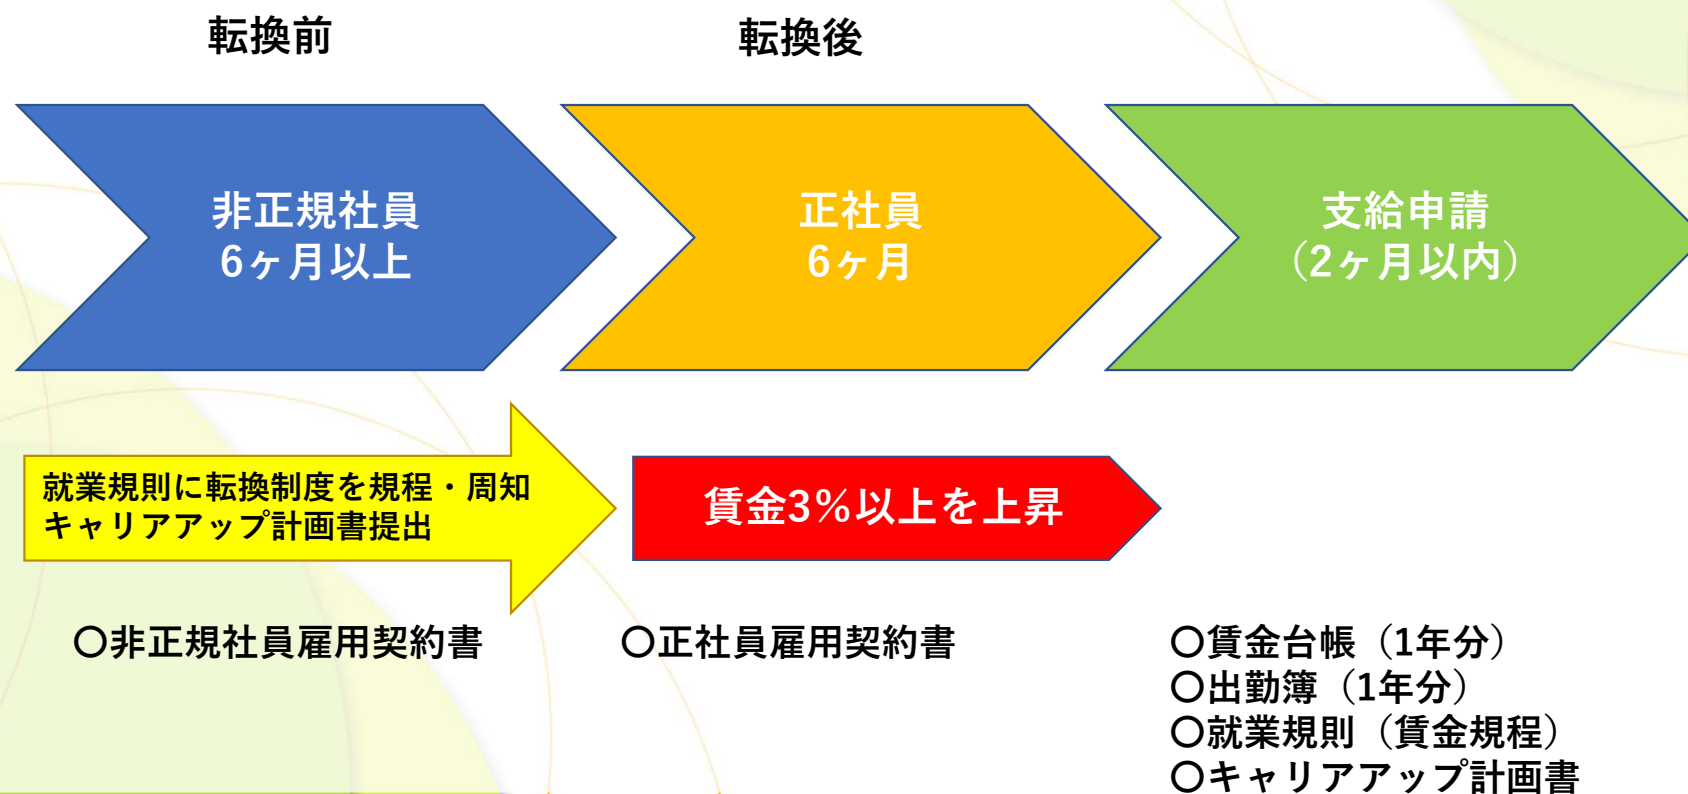 転換前
転換後
非正規社員
6ヶ月以上
正社員
6ヶ月
支給申請
（2ヶ月以内）
就業規則に転換制度を規程・周知
キャリアアップ計画書提出
賃金3％以上を上昇
〇非正規社員雇用契約書
〇正社員雇用契約書
〇賃金台帳（1年分）
〇出勤簿（1年分）
〇就業規則（賃金規程）
〇キャリアアップ計画書